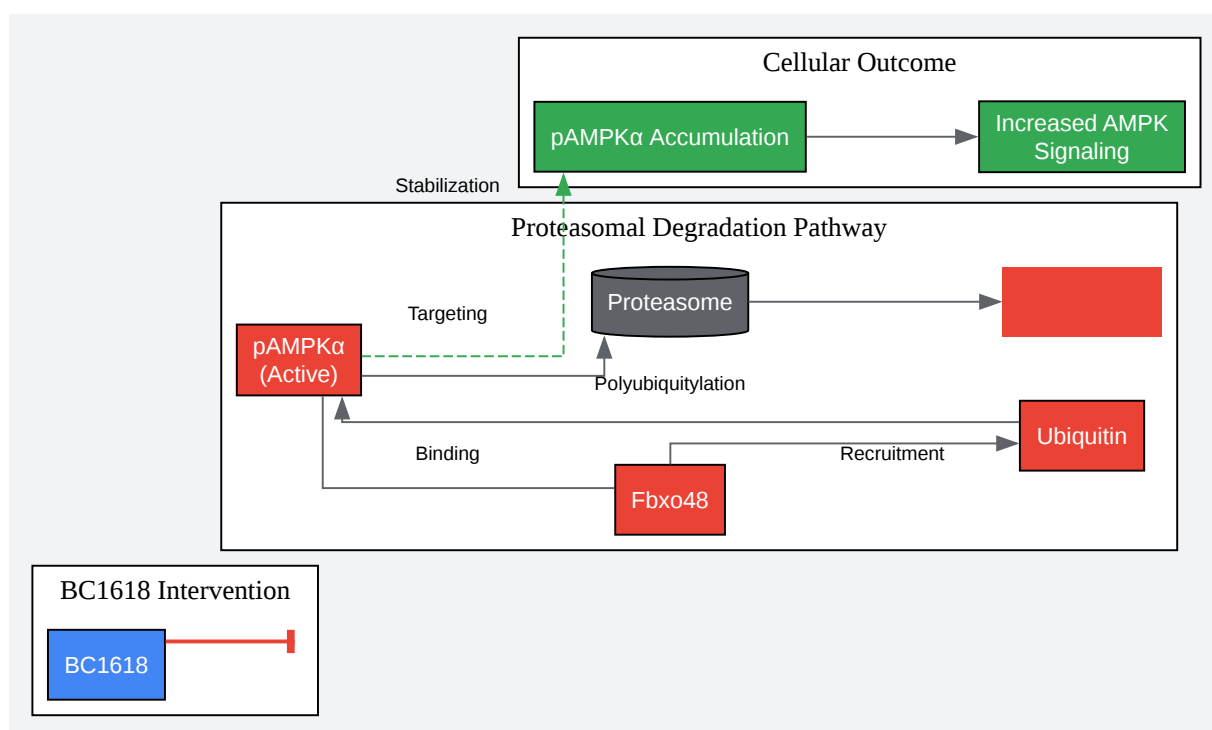 Cellular Outcome
pAMPKα Accumulation
Increased AMPK
Signaling
Stabilization
Proteasomal Degradation Pathway
Targeting
Proteasome
pAMPKα
(Active)
Polyubiquitylation
Ubiquitin
Binding
Recruitment
Fbxo48
BC1618 Intervention
BC1618